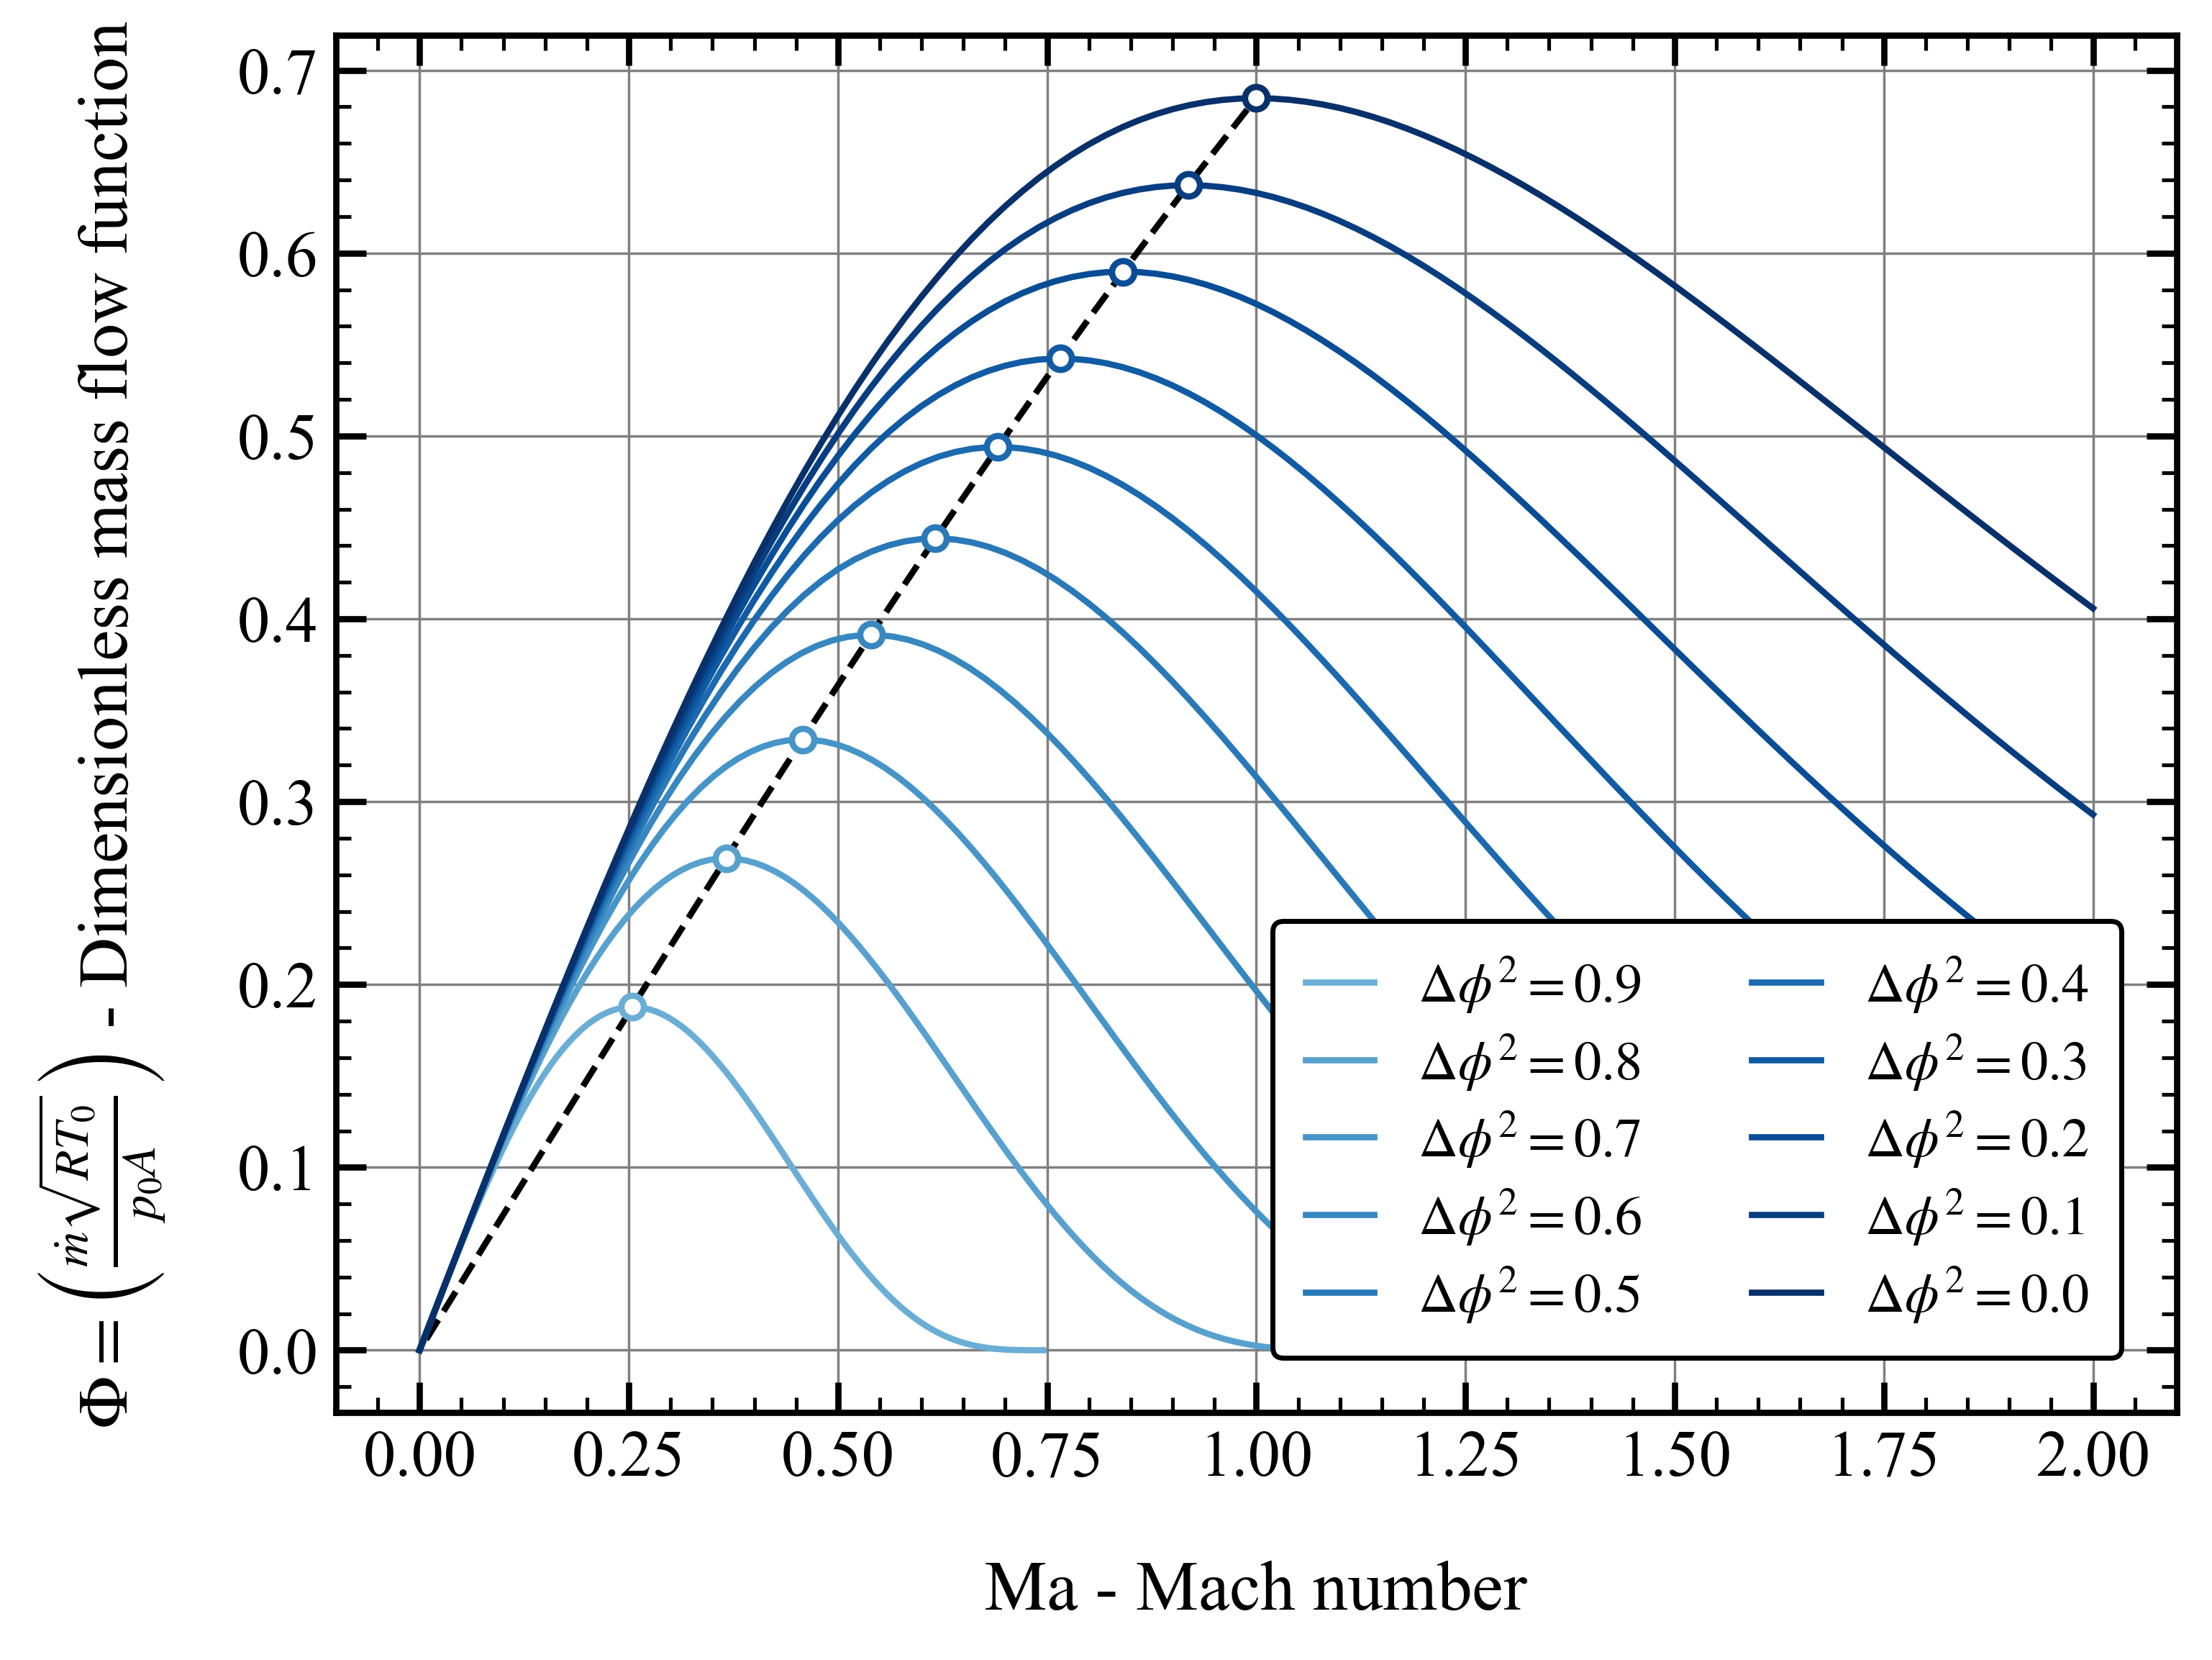 Φ = (ṁ√RT₀ / p₀A) - Dimensionless mass flow function
0.7
0.6
0.5
0.4
0.3
0.2
0.1
0.0
Δϕ² = 0.9
Δϕ² = 0.8
Δϕ² = 0.7
Δϕ² = 0.6
Δϕ² = 0.5
Δϕ² = 0.4
Δϕ² = 0.3
Δϕ² = 0.2
Δϕ² = 0.1
Δϕ² = 0.0
0.00 0.25 0.50 0.75 1.00 1.25 1.50 1.75 2.00
Ma - Mach number